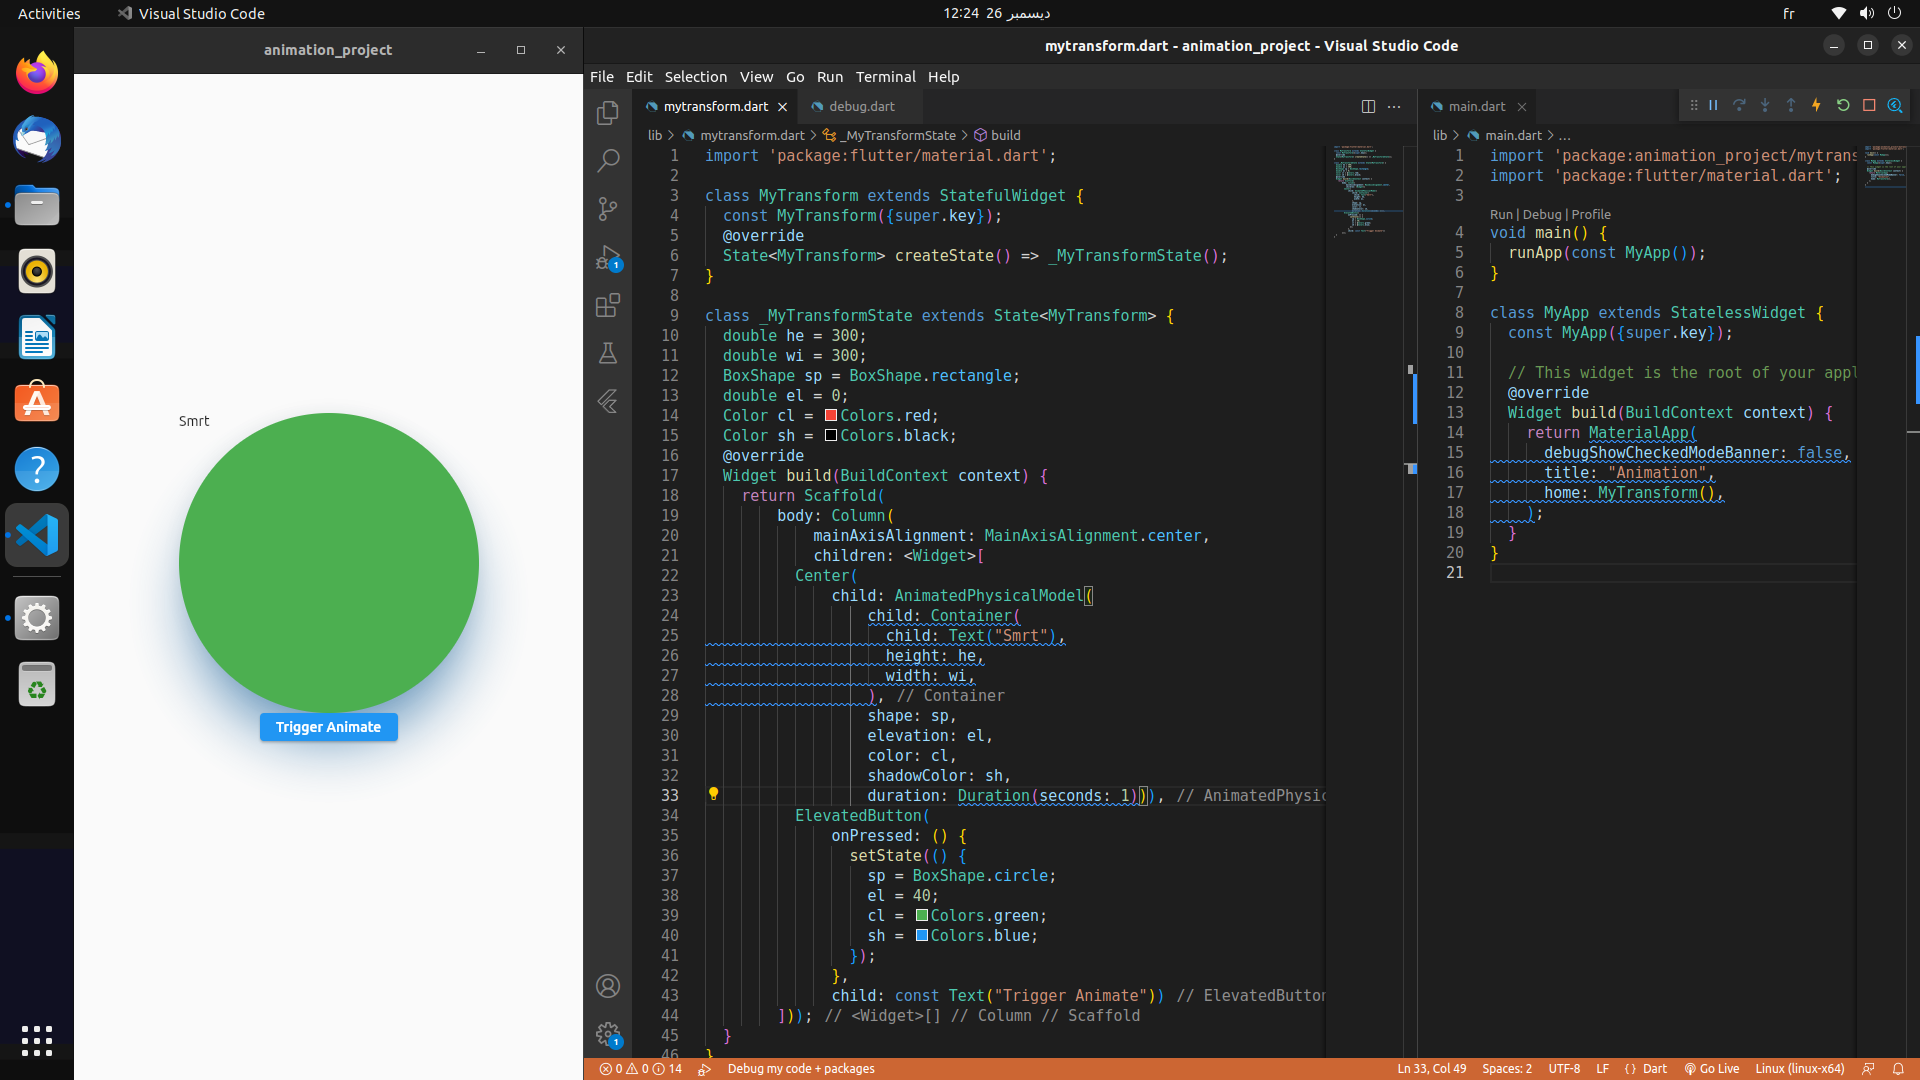 Activities
Visual Studio Code
12:24 26 ديسمبر
fr
animation_project
Smrt
Trigger Animate
mytransform.dart - animation_project - Visual Studio Code
File Edit Selection View Go Run Terminal Help
mytransform.dart
debug.dart
lib > mytransform.dart > _MyTransformState > build
1 import 'package:flutter/material.dart';
2
3 class MyTransform extends StatefulWidget {
4 const MyTransform({super.key});
5 @override
6 State<MyTransform> createState() => _MyTransformState();
7 }
8
9 class _MyTransformState extends State<MyTransform> {
10 double he = 300;
11 double wi = 300;
12 BoxShape sp = BoxShape.rectangle;
13 double el = 0;
14 Color cl = Colors.red;
15 Color sh = Colors.black;
16 @override
17 Widget build(BuildContext context) {
18 return Scaffold(
19 body: Column(
20 mainAxisAlignment: MainAxisAlignment.center,
21 children: <Widget>[
22 Center(
23 child: AnimatedPhysicalModel(
24 child: Container(
25 child: Text("Smrt"),
26 height: he,
27 width: wi,
28 ), // Container
29 shape: sp,
30 elevation: el,
31 color: cl,
32 shadowColor: sh,
33 duration: Duration(seconds: 1))), // AnimatedPhysic
34 ElevatedButton(
35 onPressed: () {
36 setState(() {
37 sp = BoxShape.circle;
38 el = 40;
39 cl = Colors.green;
40 sh = Colors.blue;
41 });
42 },
43 child: const Text("Trigger Animate")) // ElevatedButton
44 ])); // <Widget>[] // Column // Scaffold
45 }
46 }
main.dart
lib > main.dart > ...
1 import 'package:animation_project/mytrans
2 import 'package:flutter/material.dart';
3
Run | Debug | Profile
4 void main() {
5 runApp(const MyApp());
6 }
7
8 class MyApp extends StatelessWidget {
9 const MyApp({super.key});
10
11 // This widget is the root of your appl
12 @override
13 Widget build(BuildContext context) {
14 return MaterialApp(
15 debugShowCheckedModeBanner: false,
16 title: "Animation",
17 home: MyTransform(),
18 );
19 }
20 }
21
1
1
0 0 14
Debug my code + packages
Ln 33, Col 49 Spaces: 2 UTF-8 LF {} Dart Go Live Linux (linux-x64)